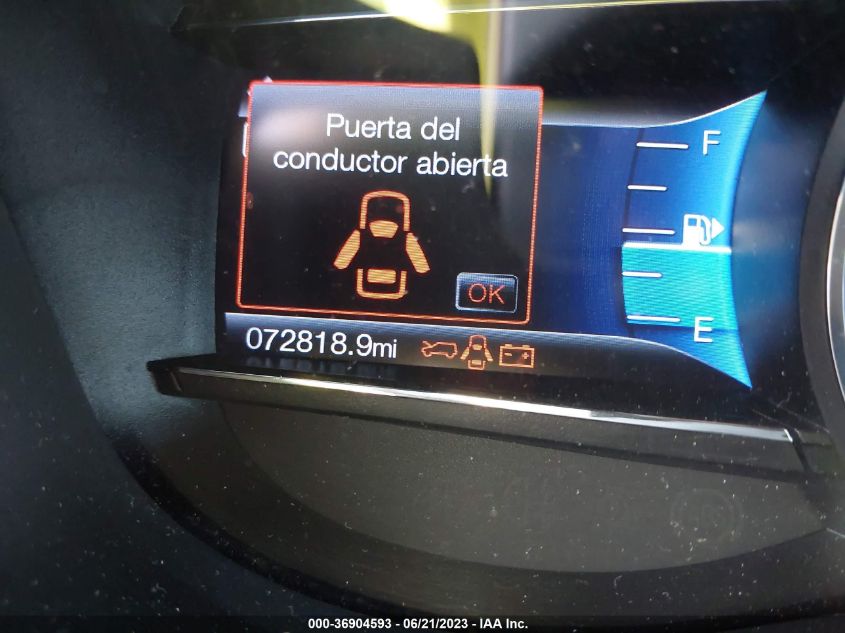 Puerta del
conductor abierta
OK
F
E
072818.9mi
000-36904593 - 06/21/2023 - IAA Inc.